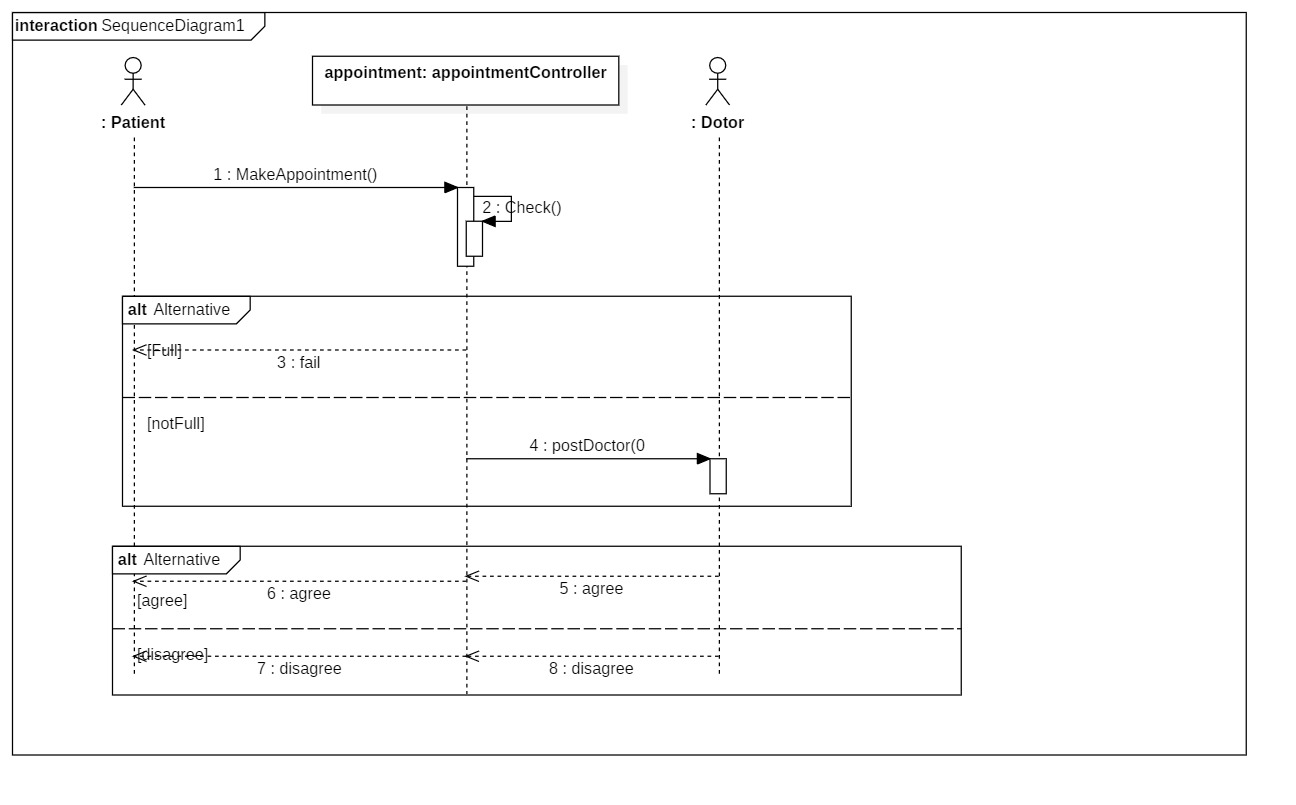 interaction SequenceDiagram1
appointment: appointmentController
: Patient
: Dotor
1 : MakeAppointment()
2 : Check()
alt Alternative
[Full]
3 : fail
[notFull]
4 : postDoctor(0
alt Alternative
6 : agree
5 : agree
[agree]
[disagree]
7 : disagree
8 : disagree